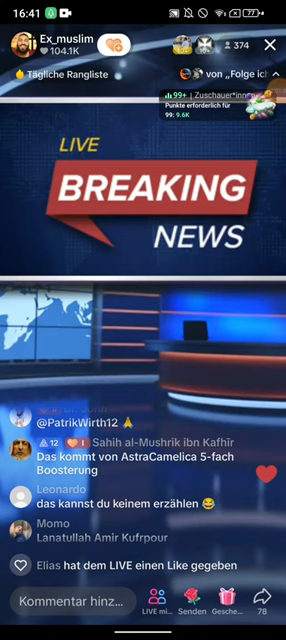 16:41
77
Ex_muslim
104.1K
374
Tägliche Rangliste
von „Folge ich
99+ | Zuschauer*innen
Punkte erforderlich für
99: 9.6K
LIVE
BREAKING
NEWS
@PatrikWirth12 🙏
12 I Sahih al-Mushrik ibn Kafhîr
Das kommt von AstraCamelica 5-fach
Boosterung
Leonardo
das kannst du keinem erzählen 😂
Momo
Lanatullah Amir Kufrpour
Elias hat dem LIVE einen Like gegeben
Kommentar hinz...
LIVE mi...
Senden
Gesche...
78